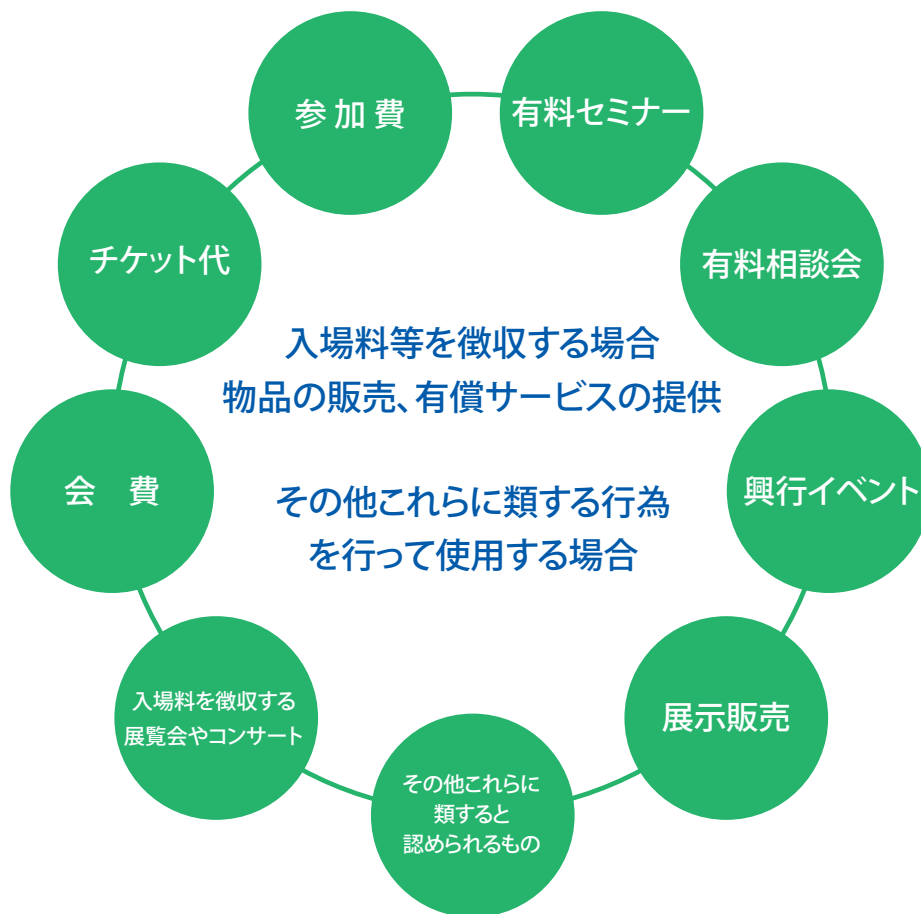 参加費
有料セミナー
チケット代
有料相談会
入場料等を徴収する場合
物品の販売、有償サービスの提供
会　費
その他これらに類する行為
を行って使用する場合
興行イベント
入場料を徴収する
展覧会やコンサート
展示販売
その他これらに
類すると
認められるもの